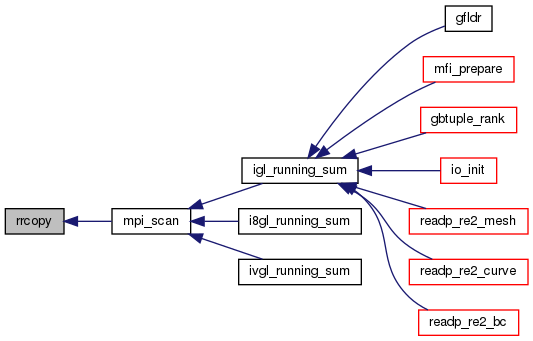 gfldr
mfi_prepare
gbtuple_rank
igl_running_sum
io_init
rrcopy
mpi_scan
i8gl_running_sum
readp_re2_mesh
ivgl_running_sum
readp_re2_curve
readp_re2_bc